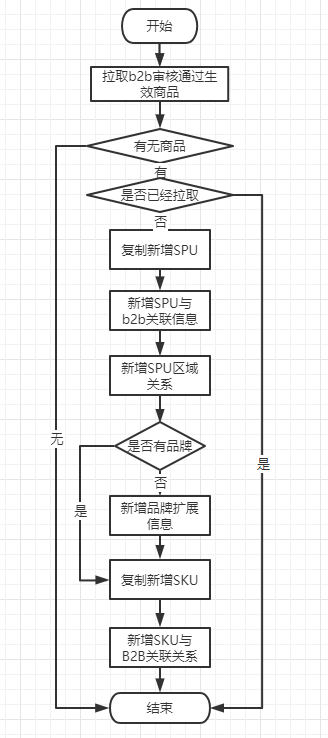 开始
拉取b2b审核通过生
效商品
有无商品
有
是否已经拉取
否
复制新增SPU
新增SPU与
b2b关联信息
新增SPU区域
关系
无
是否有品牌
是
否
是
新增品牌扩展
信息
复制新增SKU
新增SKU与
B2B关联关系
结束